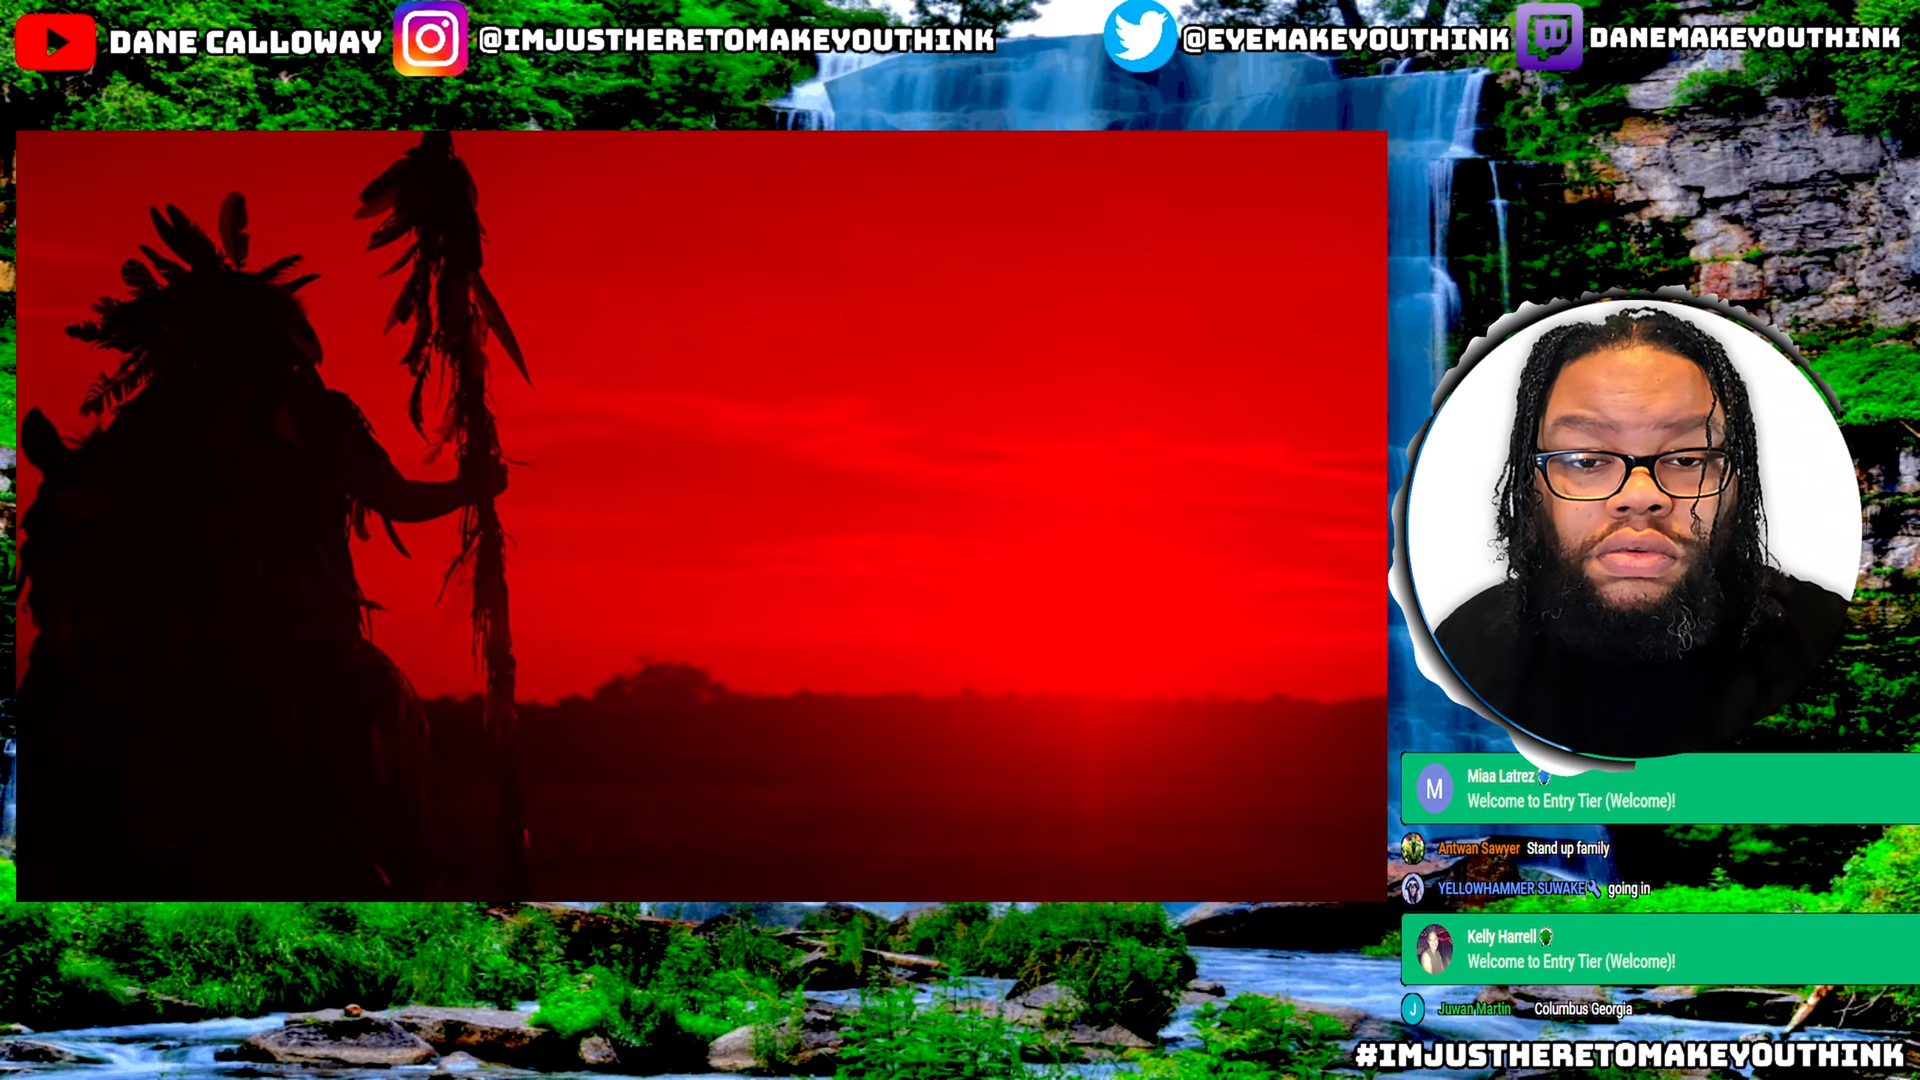 DANE CALLOWAY
@IMJUSTHERETOMAKEYOUTHINK
@EYEMAKEYOUTHINK
DANEMAKEYOUTHINK
M
Miaa Latrez
Welcome to Entry Tier (Welcome)!
Antwan Sawyer Stand up family
YELLOWHAMMER SUWAKE going in
Kelly Harrell
Welcome to Entry Tier (Welcome)!
J Juwan Martin Columbus Georgia
#IMJUSTHERETOMAKEYOUTHINK